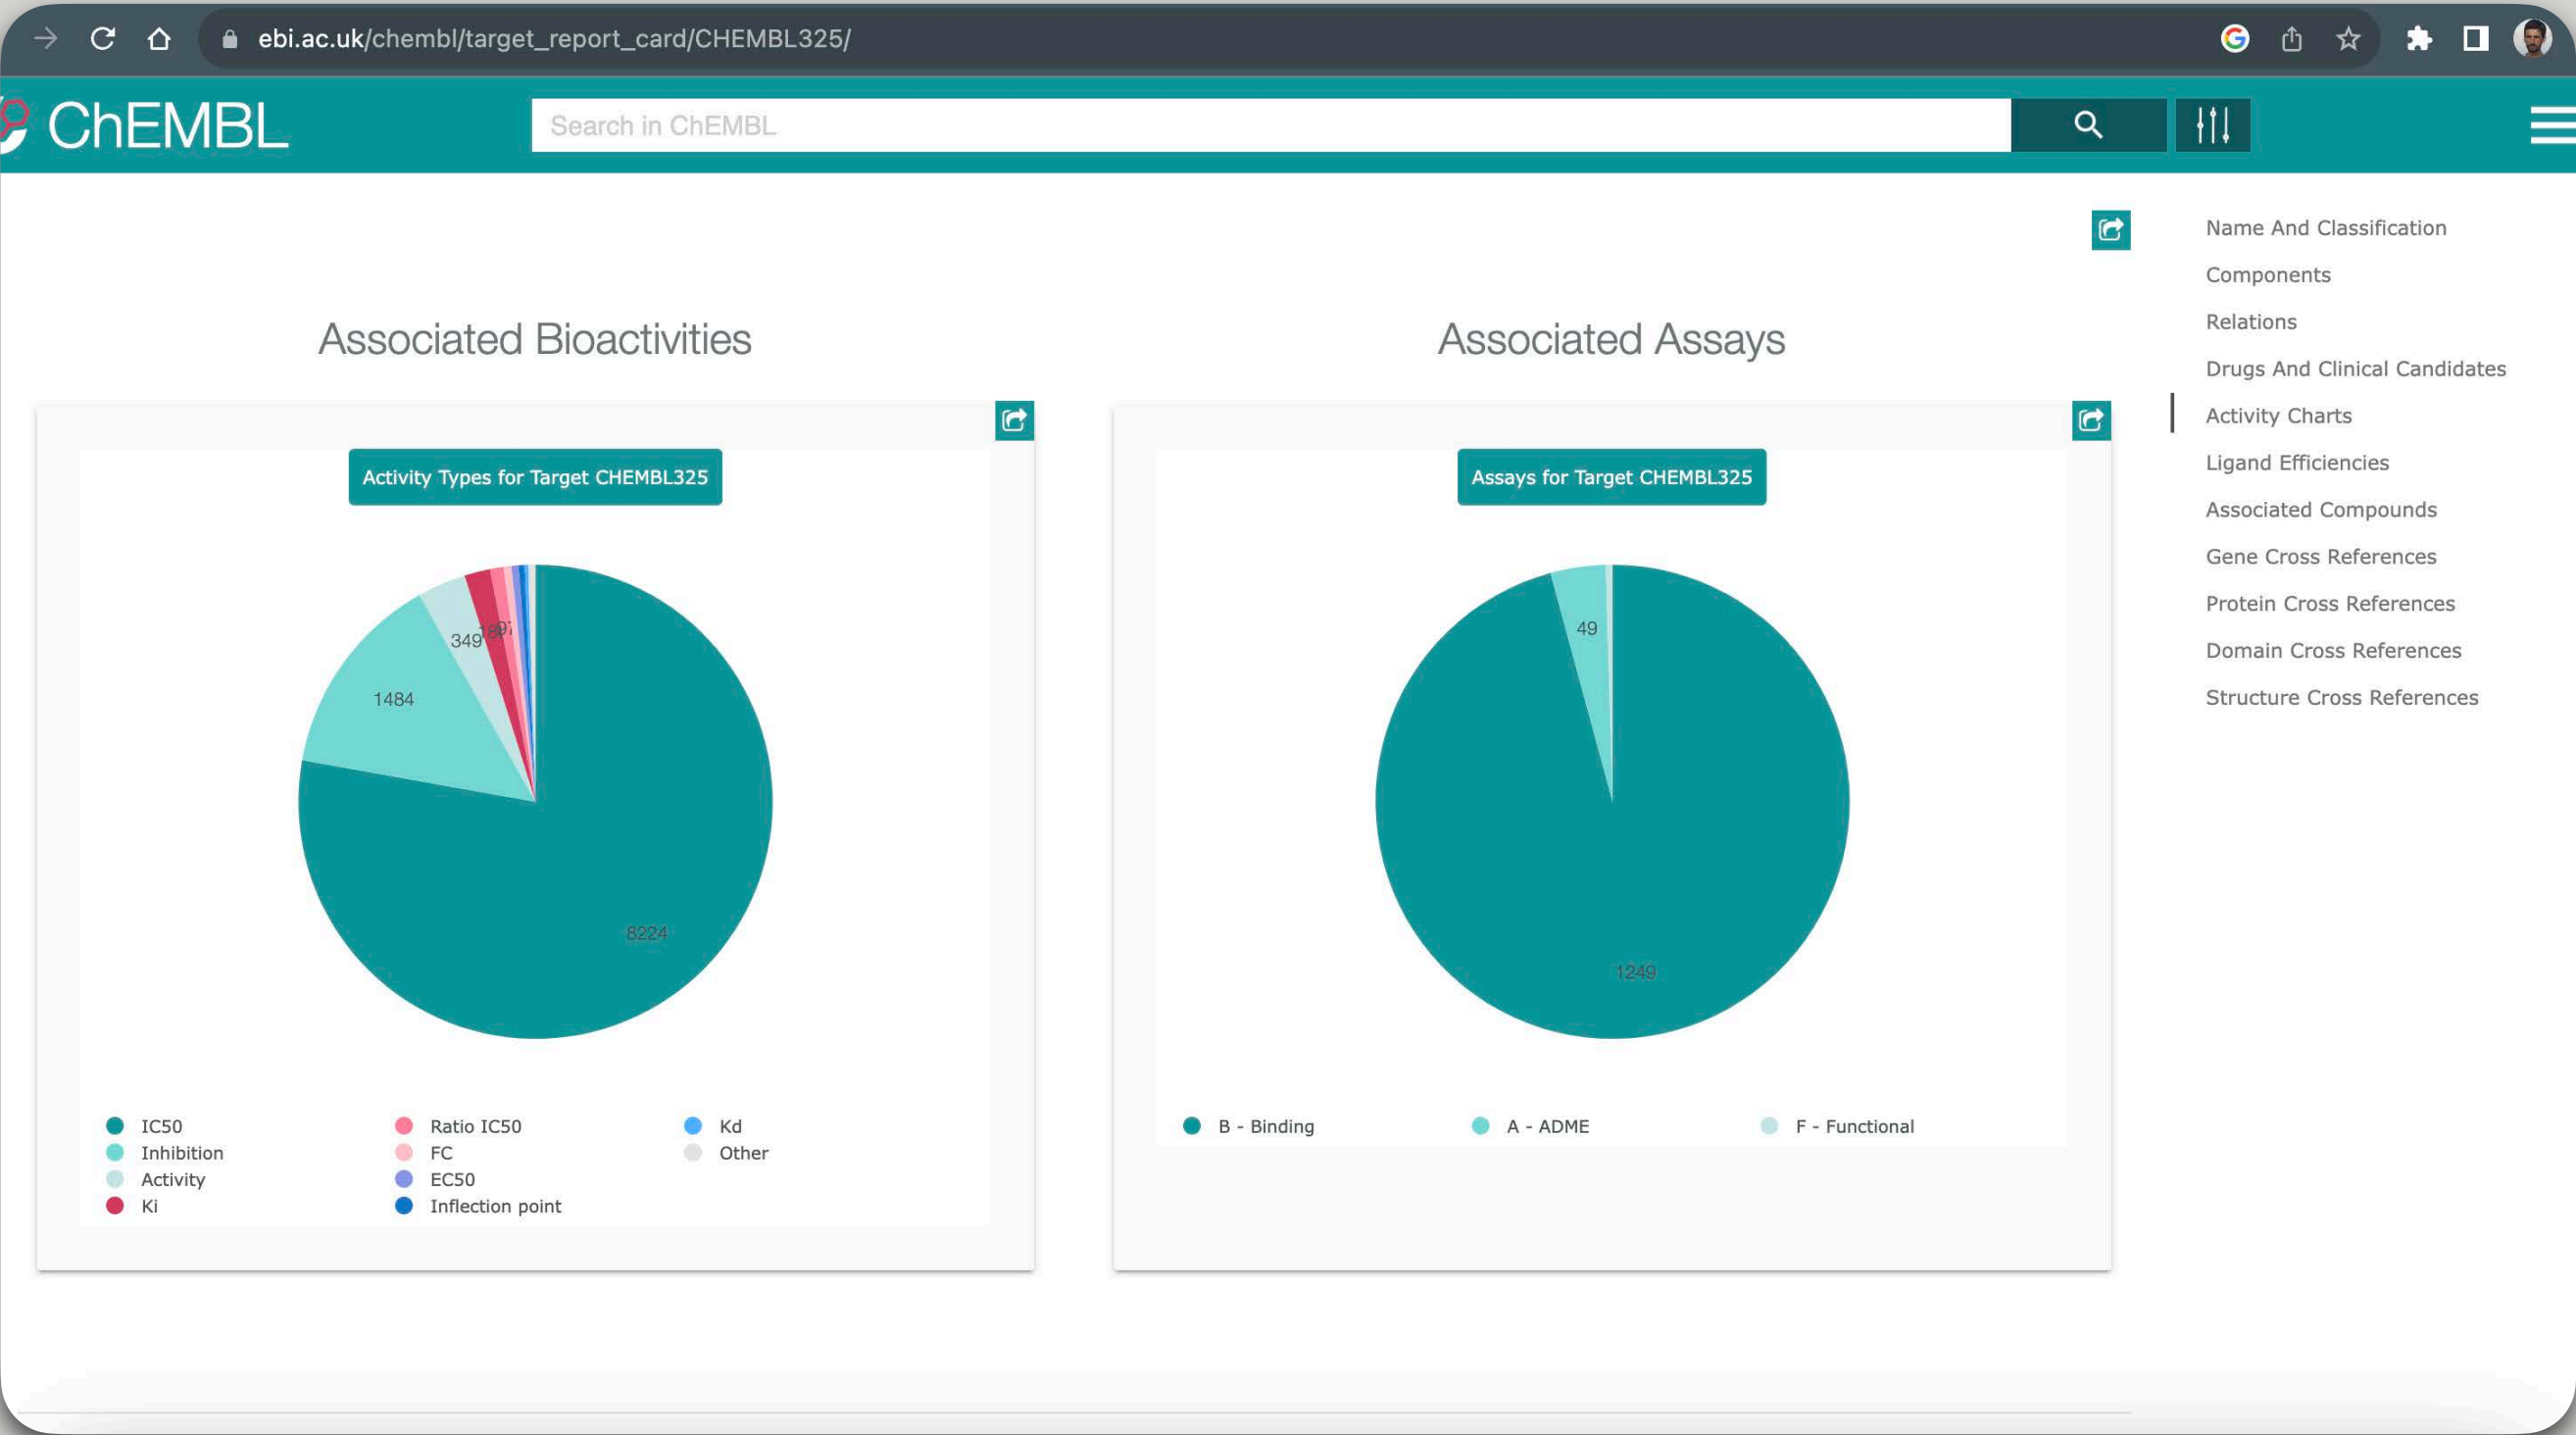 ebi.ac.uk/chembl/target_report_card/CHEMBL325/
ChEMBL
Search in ChEMBL
Name And Classification
Components
Relations
Drugs And Clinical Candidates
Activity Charts
Ligand Efficiencies
Associated Compounds
Gene Cross References
Protein Cross References
Domain Cross References
Structure Cross References
Associated Bioactivities
Activity Types for Target CHEMBL325
349
1484
8224
IC50
Inhibition
Activity
Ki
Ratio IC50
FC
EC50
Inflection point
Kd
Other
Associated Assays
Assays for Target CHEMBL325
49
1249
B - Binding
A - ADME
F - Functional